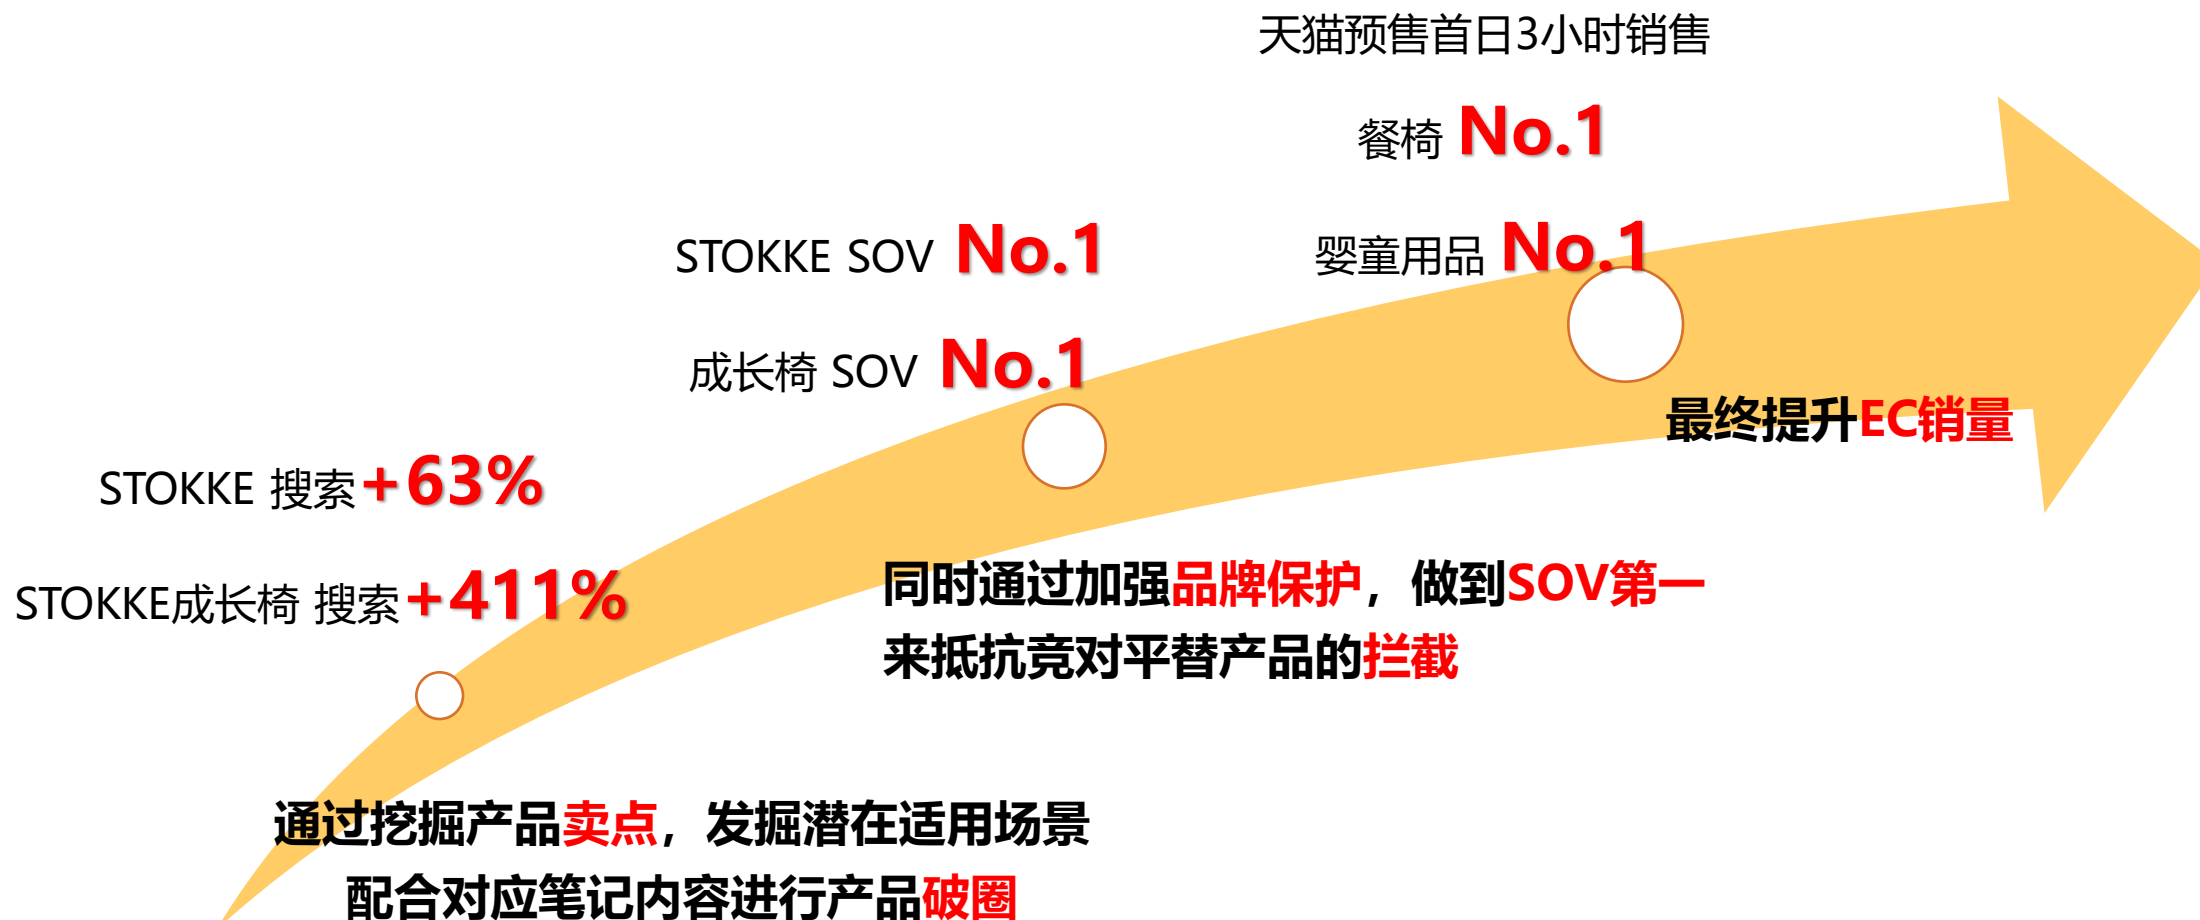 天猫预售首日3小时销售
餐椅 No.1
婴童用品 No.1
STOKKE SOV No.1
成长椅 SOV No.1
最终提升EC销量
STOKKE 搜索+63%
STOKKE成长椅 搜索+411%
同时通过加强品牌保护，做到SOV第一
来抵抗竞对平替产品的拦截
通过挖掘产品卖点，发掘潜在适用场景
配合对应笔记内容进行产品破圈